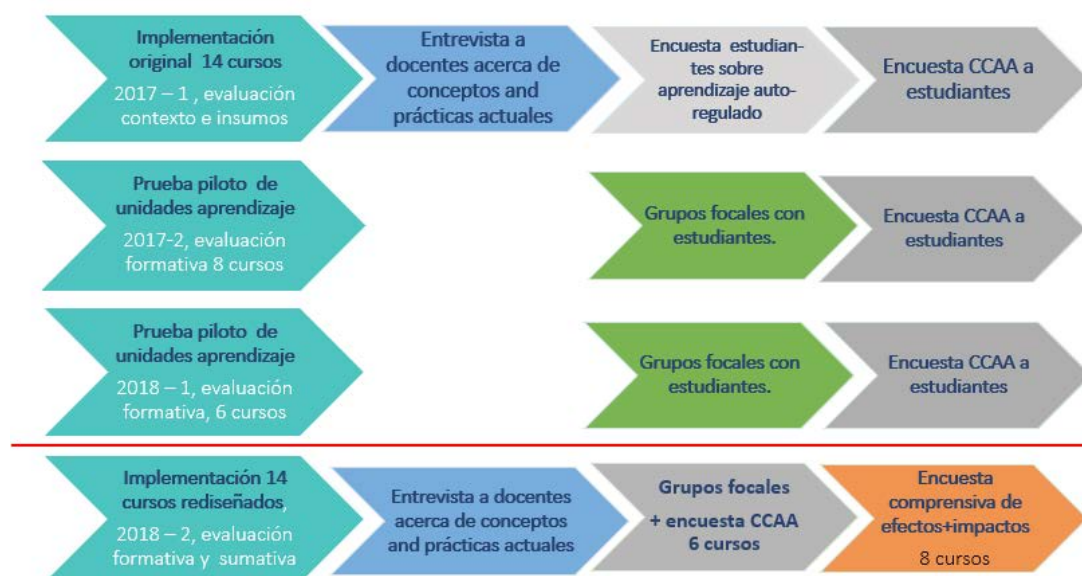 Implementación
original 14 cursos
2017 – 1 , evaluación
contexto e insumos
Entrevista a
docentes acerca de
conceptos and
prácticas actuales
Encuesta estudian-
tes sobre
aprendizaje auto-
regulado
Encuesta CCAA a
estudiantes
Prueba piloto de
unidades aprendizaje
2017-2, evaluación
formativa 8 cursos
Grupos focales con
estudiantes.
Encuesta CCAA a
estudiantes
Prueba piloto de
unidades aprendizaje
2018 – 1, evaluación
formativa, 6 cursos
Grupos focales con
estudiantes.
Encuesta CCAA a
estudiantes
Implementación 14
cursos rediseñados,
2018 – 2, evaluación
formativa y sumativa
Entrevista a docentes
acerca de conceptos
and prácticas actuales
Grupos focales
+ encuesta CCAA
6 cursos
Encuesta
comprensiva de
efectos+impactos
8 cursos